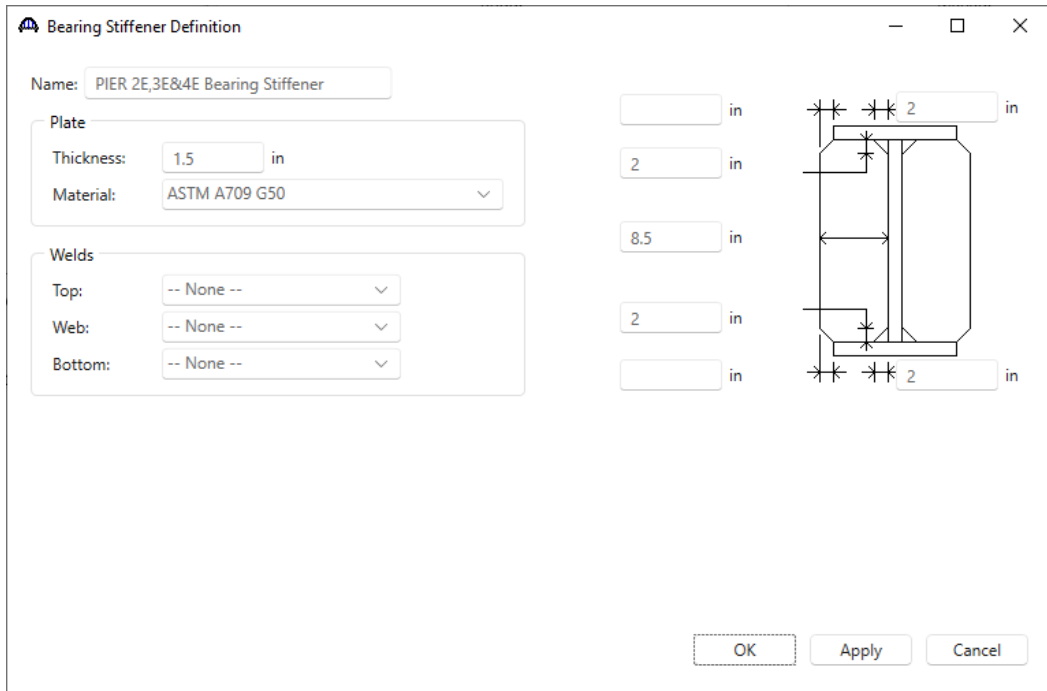 Bearing Stiffener Definition
Name: PIER 2E,3E&4E Bearing Stiffener
Plate
Thickness: 1.5 in
Material: ASTM A709 G50
Welds
Top: -- None --
Web: -- None --
Bottom: -- None --
in 2 in
2 in
8.5 in
2 in
in 2 in
OK Apply Cancel